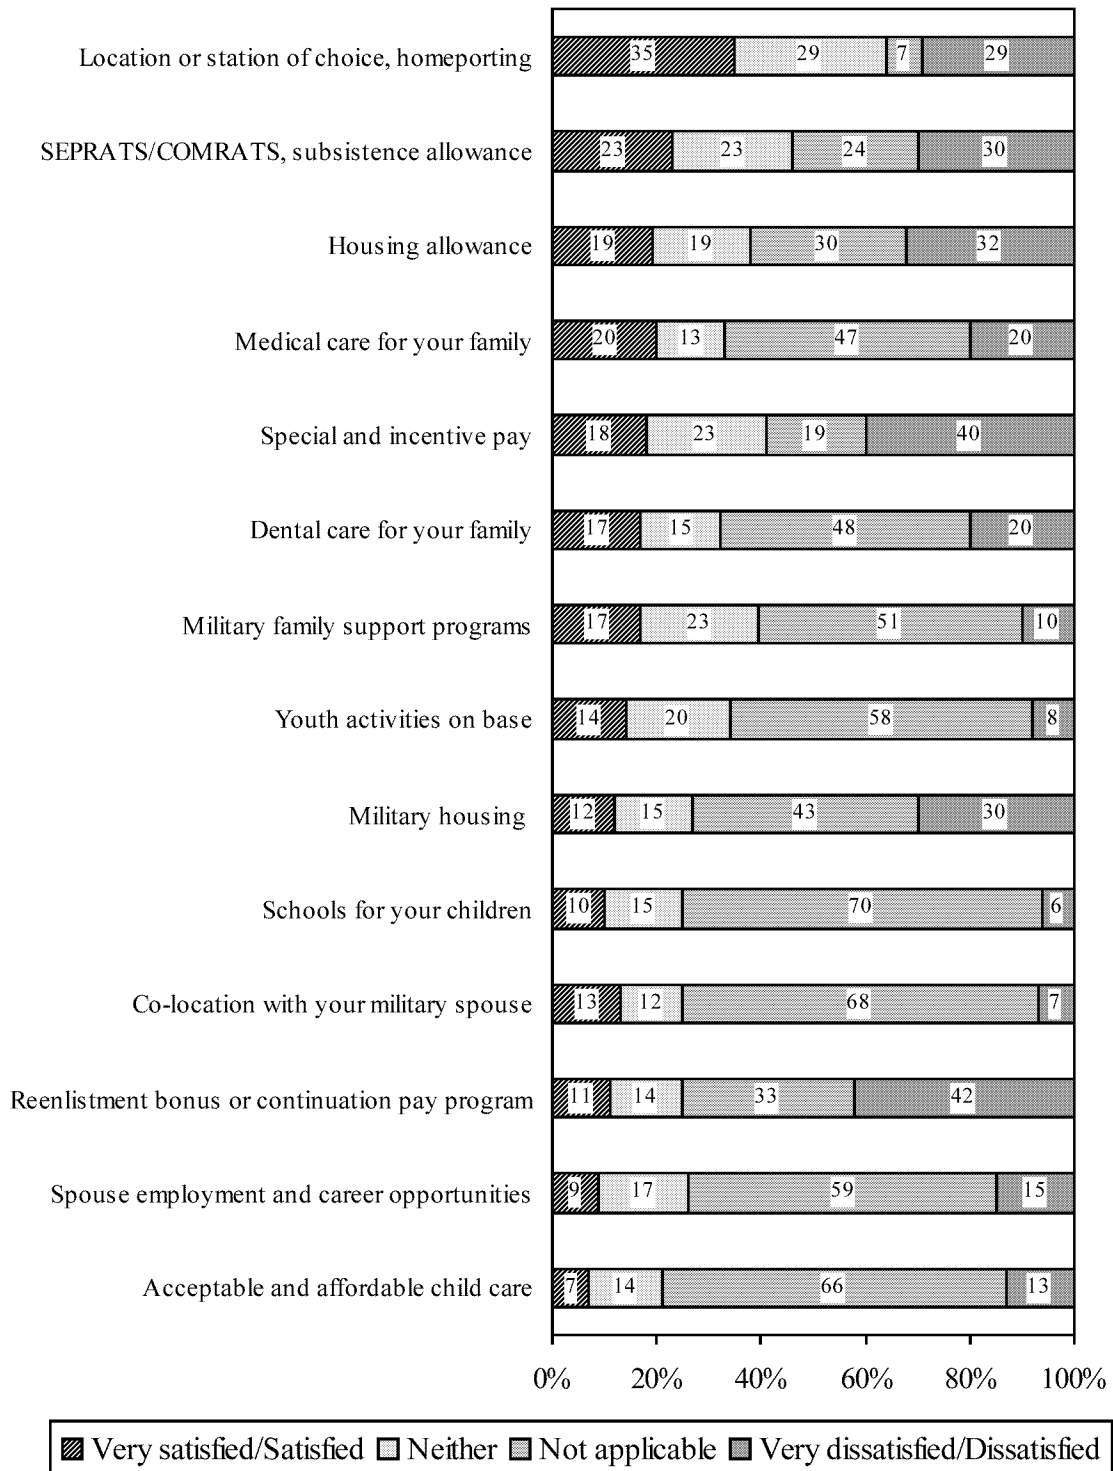 Location or station of choice, homeporting 35 29 7 29
SEPRATS/COMRATS, subsistence allowance 23 23 24 30
Housing allowance 19 19 30 32
Medical care for your family 20 13 47 20
Special and incentive pay 18 23 19 40
Dental care for your family 17 15 48 20
Military family support programs 17 23 51 10
Youth activities on base 14 20 58 8
Military housing 12 15 43 30
Schools for your children 10 15 70 6
Co-location with your military spouse 13 12 68 7
Reenlistment bonus or continuation pay program 11 14 33 42
Spouse employment and career opportunities 9 17 59 15
Acceptable and affordable child care 7 14 66 13
0% 20% 40% 60% 80% 100%
Very satisfied/Satisfied Neither Not applicable Very dissatisfied/Dissatisfied